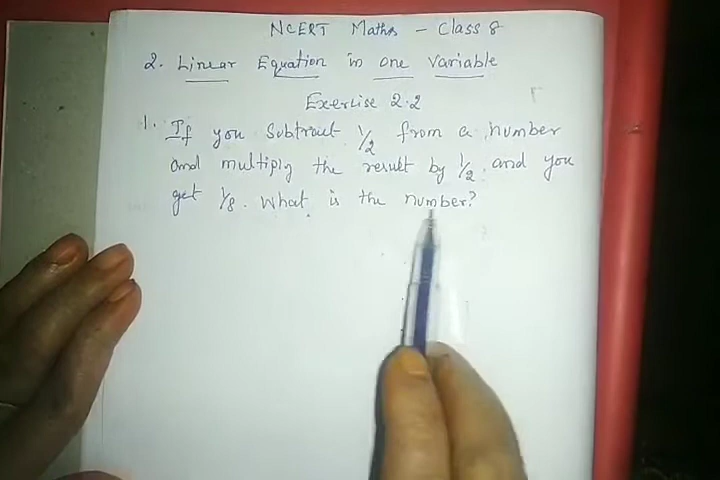 NCERT Maths - Class 8
2. Linear Equation in one Variable
Exercise 2.2
1. If you Subtract 1/2 from a number
and multiply the result by 1/2 and you
get 1/8. What is the number?